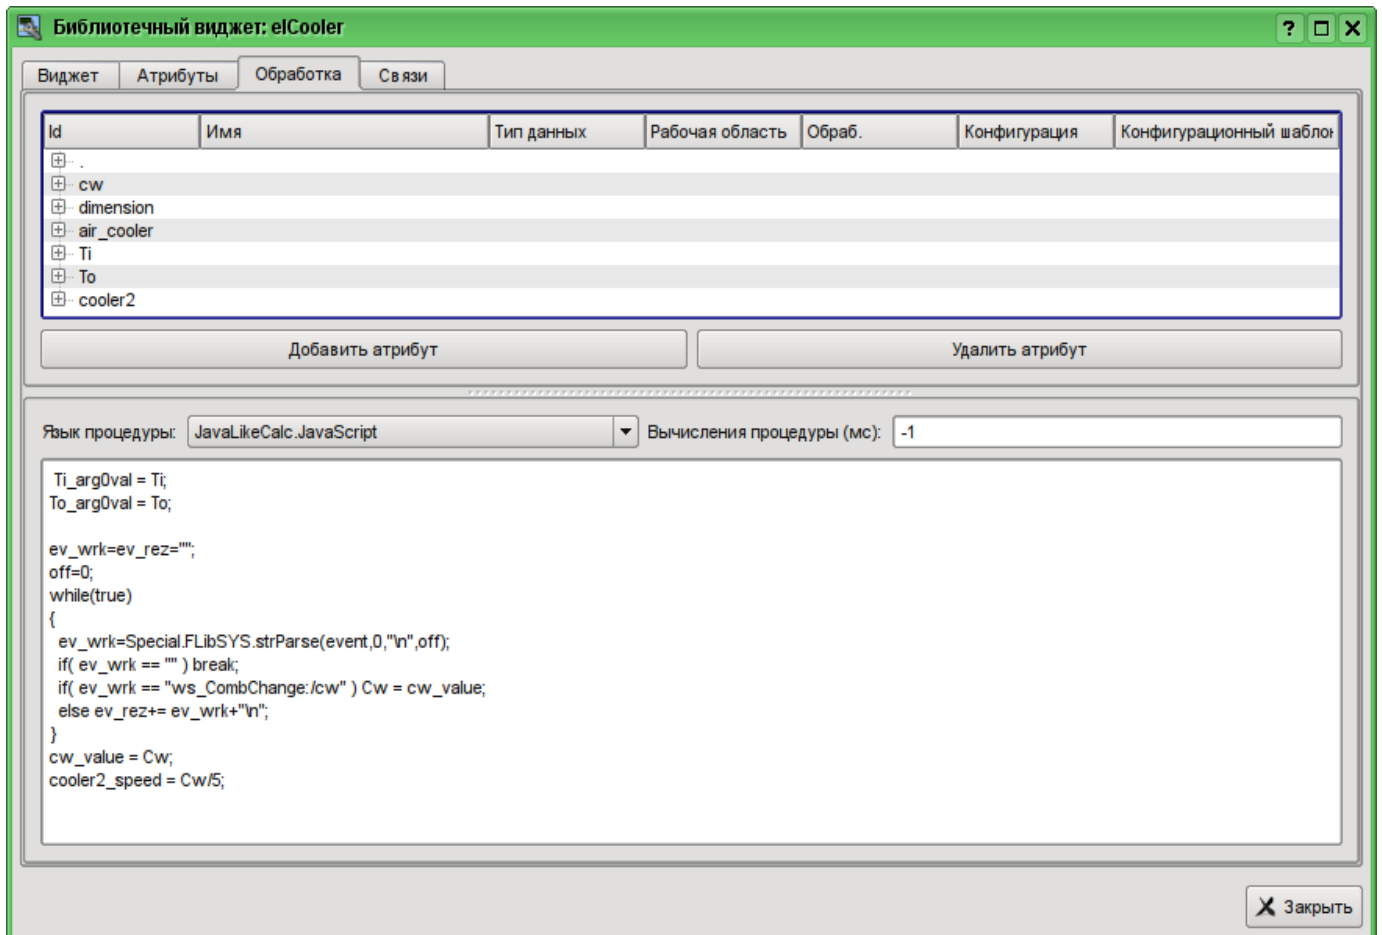 Библиотечный виджет: elCooler
Виджет Атрибуты Обработка Связи
Id Имя Тип данных Рабочая область Обраб. Конфигурация Конфигурационный шаблон
.
cw
dimension
air_cooler
Ti
To
cooler2
Добавить атрибут Удалить атрибут
Язык процедуры: JavaLikeCalc.JavaScript Вычисления процедуры (мс): -1
Ti_arg0val = Ti;
To_arg0val = To;
ev_wrk=ev_rez="";
off=0;
while(true)
{
ev_wrk=Special.FLibSYS.strParse(event,0,"\n",off);
if( ev_wrk == "" ) break;
if( ev_wrk == "ws_CombChange:/cw" ) Cw = cw_value;
else ev_rez+= ev_wrk+"\n";
}
cw_value = Cw;
cooler2_speed = Cw/5;
Закрыть